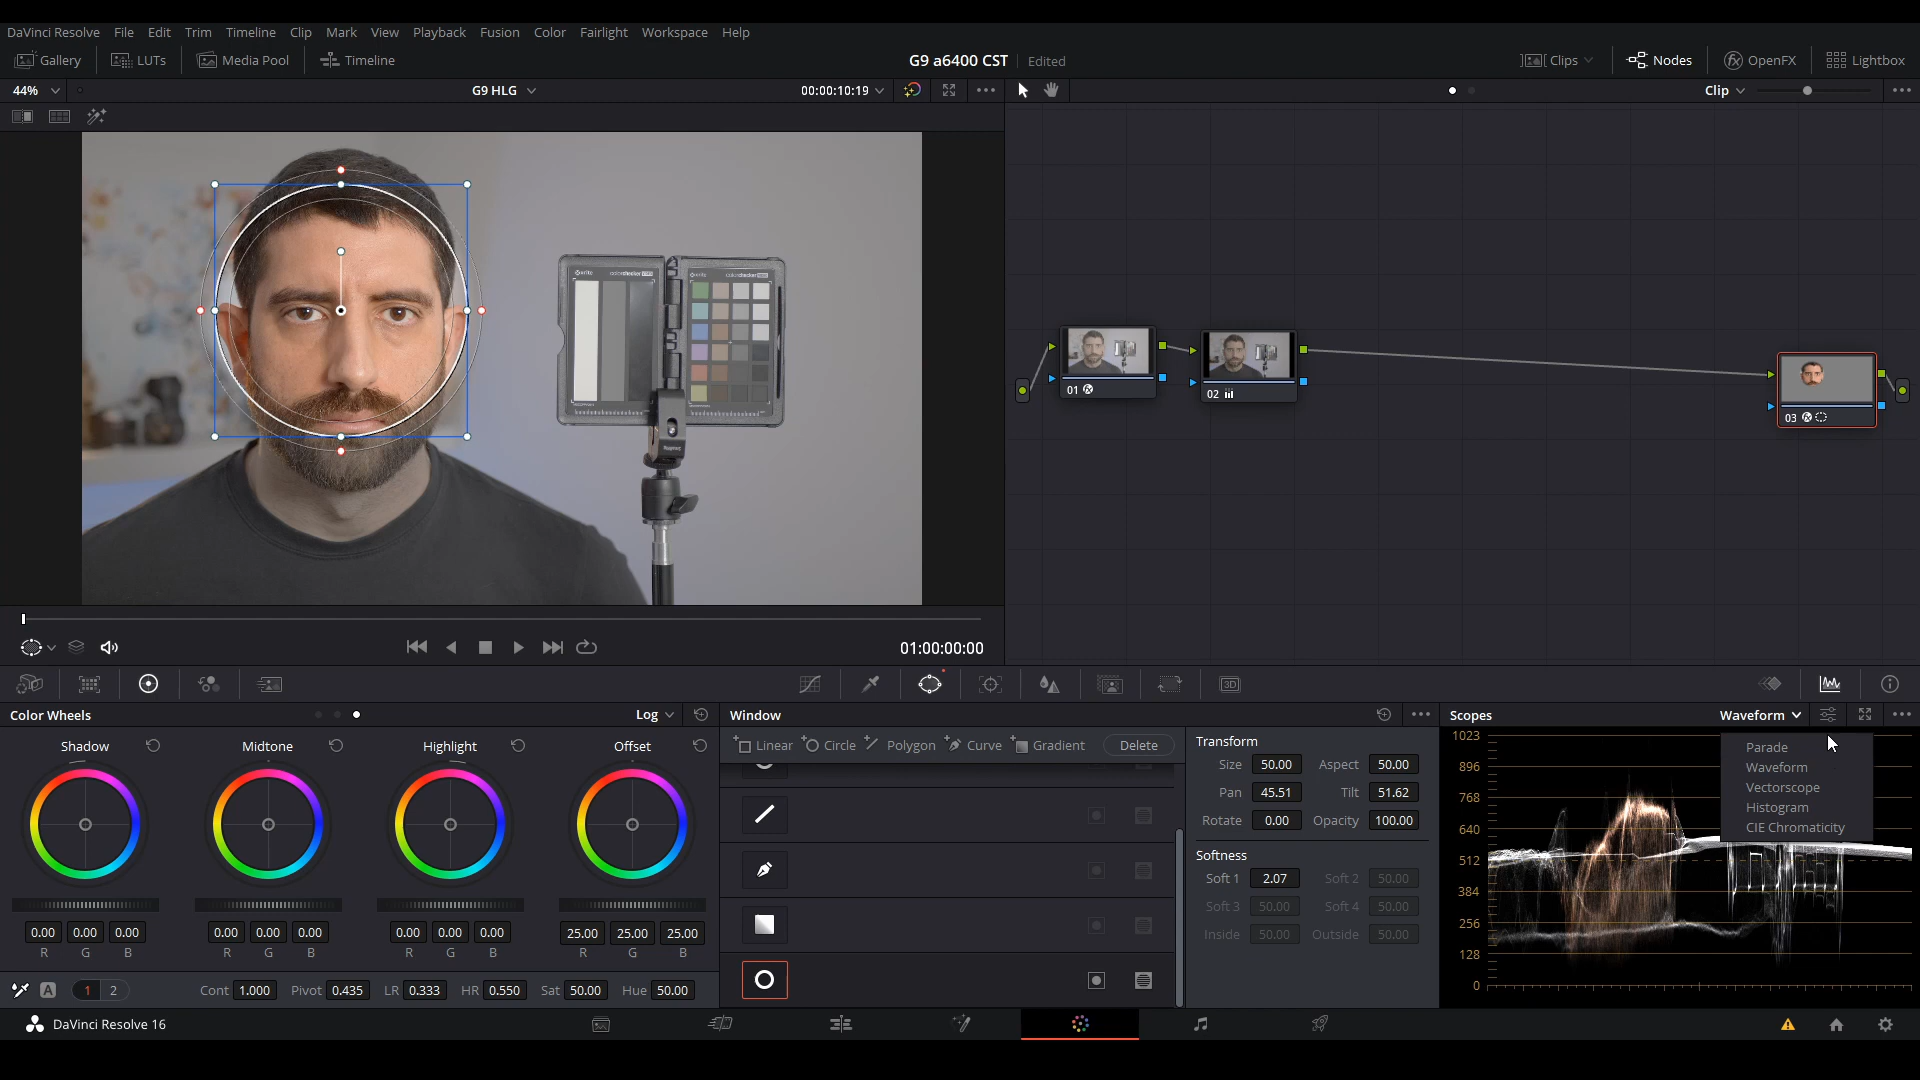 DaVinci Resolve File Edit Trim Timeline Clip Mark View Playback Fusion Color Fairlight Workspace Help
Gallery LUTs Media Pool Timeline G9 a6400 CST Edited Clips Nodes OpenFX Lightbox
44% G9 HLG 00:00:10:19 Clip
01
02
03
01:00:00:00
Color Wheels Log Window Scopes Waveform
Shadow Midtone Highlight Offset
Linear Circle Polygon Curve Gradient Delete
Transform
Size 50.00 Aspect 50.00
Pan 45.51 Tilt 51.62
Rotate 0.00 Opacity 100.00
Softness
Soft 1 2.07 Soft 2 50.00
Soft 3 50.00 Soft 4 50.00
Inside 50.00 Outside 50.00
Parade
Waveform
Vectorscope
Histogram
CIE Chromaticity
1023
896
768
640
512
384
256
128
0
0.00 0.00 0.00 0.00 0.00 0.00 0.00 0.00 0.00 25.00 25.00 25.00
R G B R G B R G B R G B
A 1 2 Cont 1.000 Pivot 0.435 LR 0.333 HR 0.550 Sat 50.00 Hue 50.00
DaVinci Resolve 16